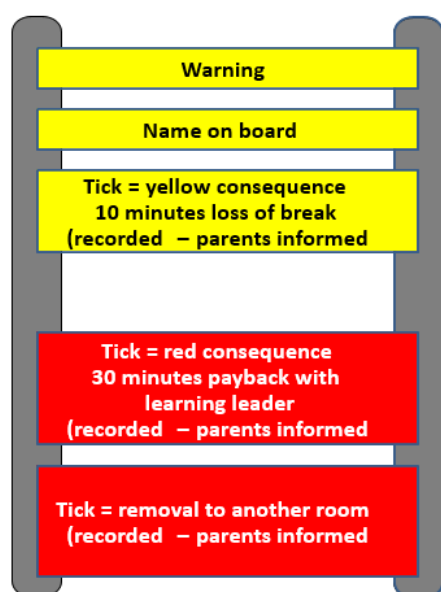 Warning
Name on board
Tick = yellow consequence
10 minutes loss of break
(recorded – parents informed
Tick = red consequence
30 minutes payback with
learning leader
(recorded – parents informed
Tick = removal to another room
(recorded – parents informed